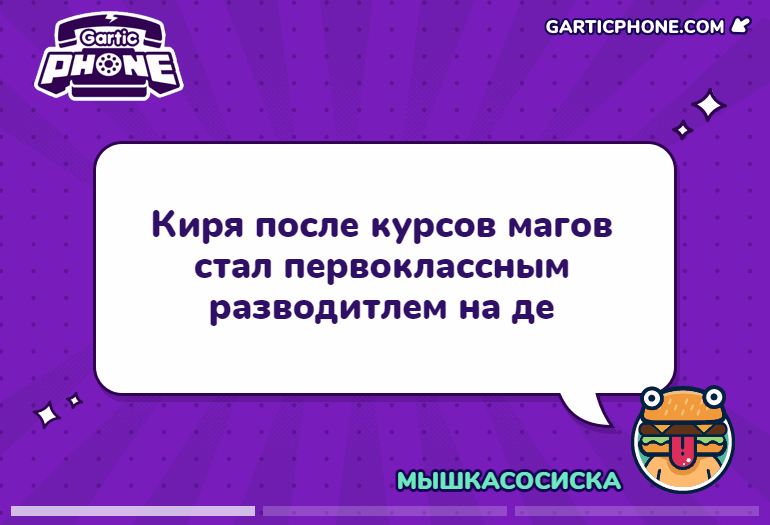 Gartic
PHONE
GARTICPHONE.COM
Киря после курсов магов
стал первоклассным
разводитлем на де
МЫШКАСОСИСКА